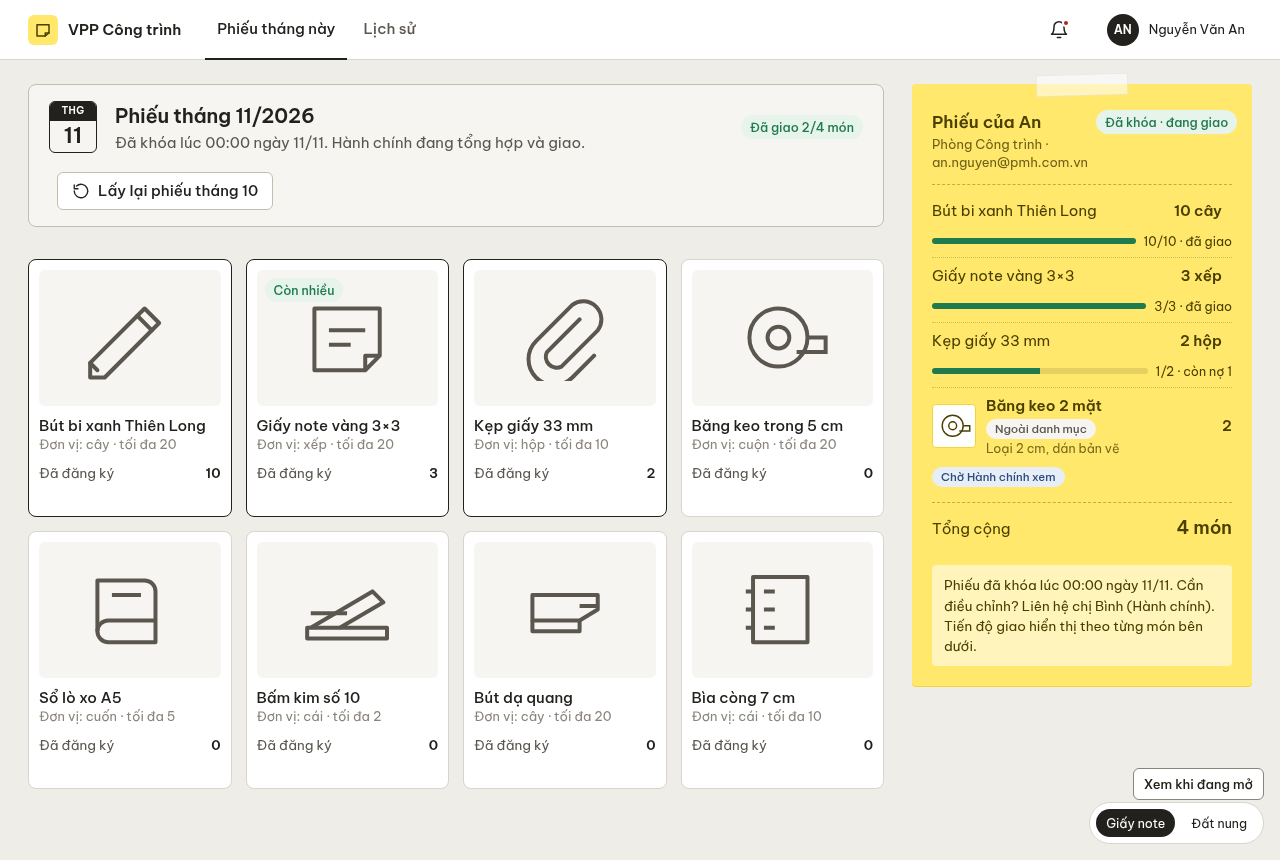 VPP Công trình
Phiếu tháng này
Lịch sử
AN
Nguyễn Văn An
THG
11
Phiếu tháng 11/2026
Đã khóa lúc 00:00 ngày 11/11. Hành chính đang tổng hợp và giao.
Đã giao 2/4 món
Lấy lại phiếu tháng 10
Bút bi xanh Thiên Long
Đơn vị: cây · tối đa 20
Đã đăng ký 10
Còn nhiều
Giấy note vàng 3×3
Đơn vị: xếp · tối đa 20
Đã đăng ký 3
Kẹp giấy 33 mm
Đơn vị: hộp · tối đa 10
Đã đăng ký 2
Băng keo trong 5 cm
Đơn vị: cuộn · tối đa 20
Đã đăng ký 0
Sổ lò xo A5
Đơn vị: cuốn · tối đa 5
Đã đăng ký 0
Bấm kim số 10
Đơn vị: cái · tối đa 2
Đã đăng ký 0
Bút dạ quang
Đơn vị: cây · tối đa 20
Đã đăng ký 0
Bìa còng 7 cm
Đơn vị: cái · tối đa 10
Đã đăng ký 0
Phiếu của An
Đã khóa · đang giao
Phòng Công trình ·
an.nguyen@pmh.com.vn
Bút bi xanh Thiên Long 10 cây
10/10 · đã giao
Giấy note vàng 3×3 3 xếp
3/3 · đã giao
Kẹp giấy 33 mm 2 hộp
1/2 · còn nợ 1
Băng keo 2 mặt
Ngoài danh mục
Loại 2 cm, dán bản vẽ
2
Chờ Hành chính xem
Tổng cộng 4 món
Phiếu đã khóa lúc 00:00 ngày 11/11. Cần
điều chỉnh? Liên hệ chị Bình (Hành chính).
Tiến độ giao hiển thị theo từng món bên
dưới.
Xem khi đang mở
Giấy note
Đất nung